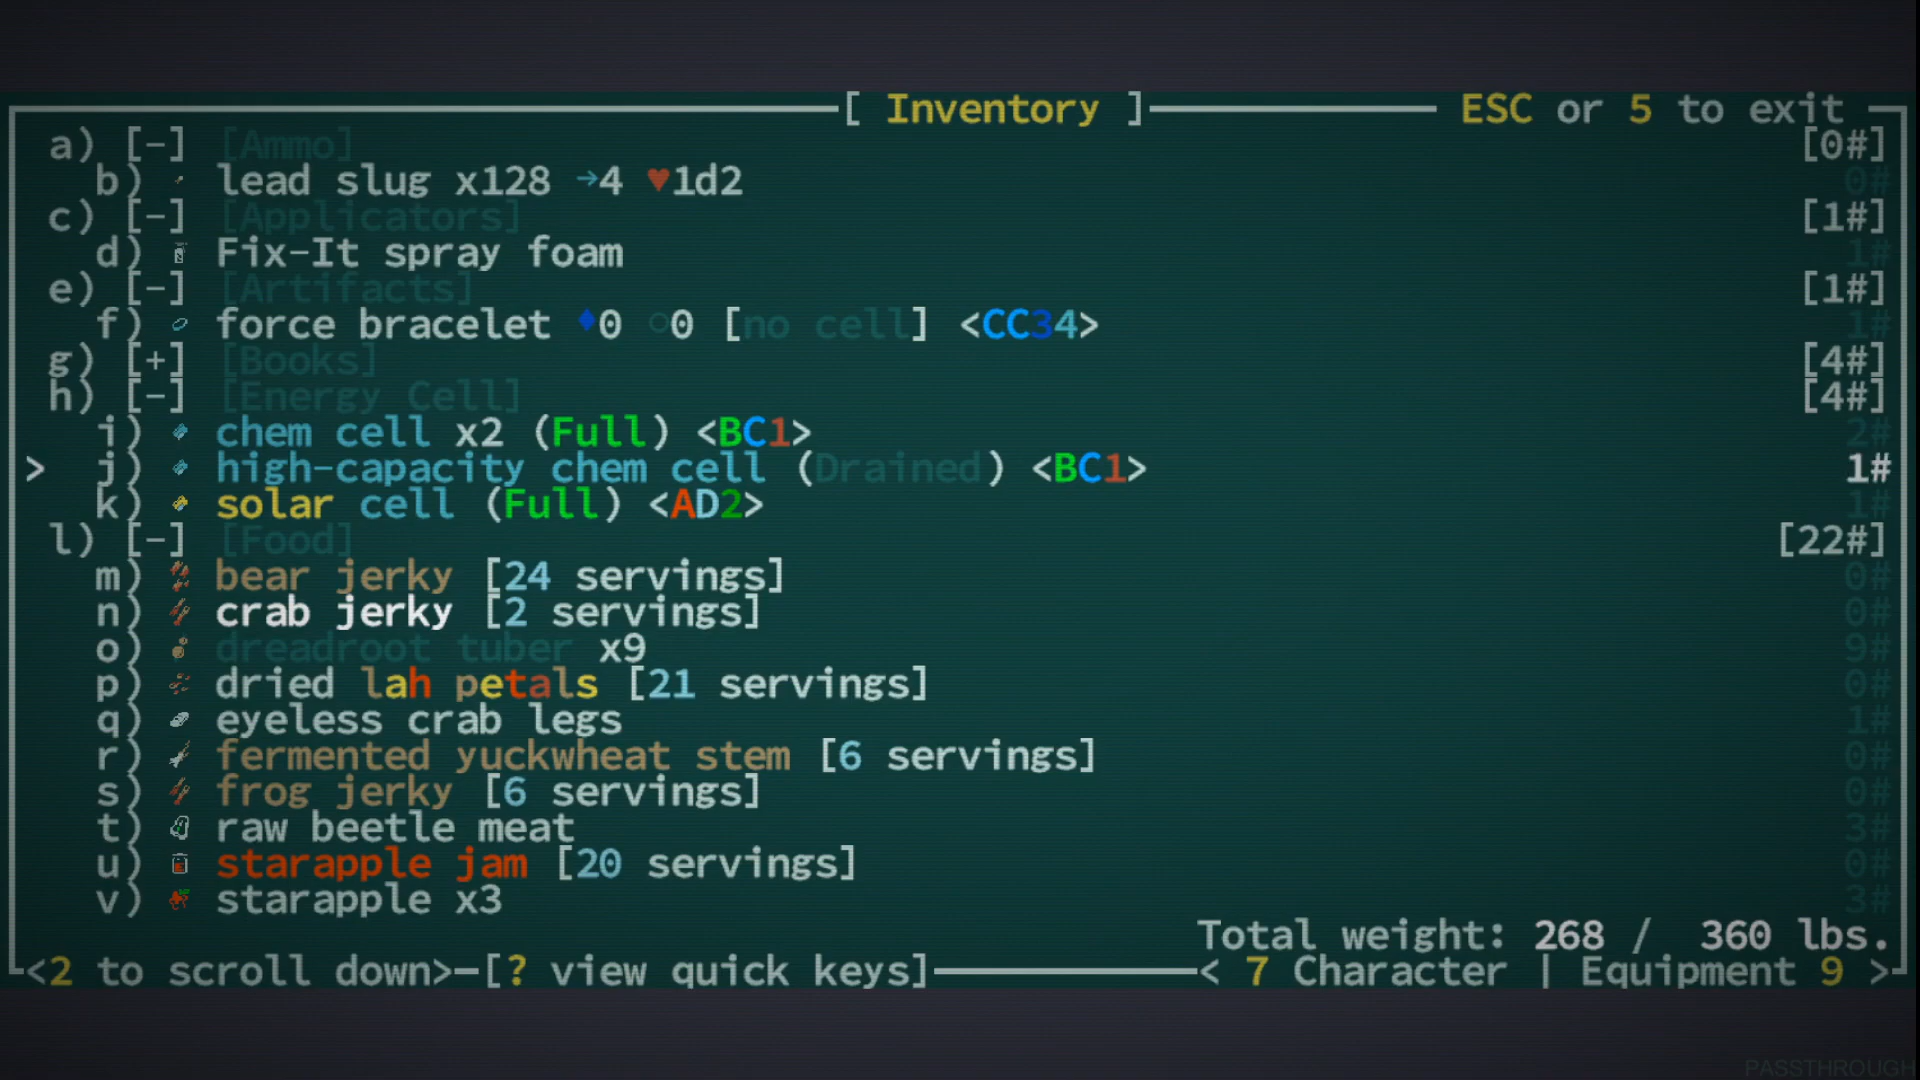 [ Inventory ] ESC or 5 to exit
a) [-] [Ammo] [0#]
b) lead slug x128 →4 ♥1d2 0#
c) [-] [Applicators] [1#]
d) Fix-It spray foam 1#
e) [-] [Artifacts] [1#]
f) force bracelet ♦0 ○0 [no cell] <CC34> 1#
g) [+] [Books] [4#]
h) [-] [Energy Cell] [4#]
i) chem cell x2 (Full) <BC1> 2#
> j) high-capacity chem cell (Drained) <BC1> 1#
k) solar cell (Full) <AD2> 1#
l) [-] [Food] [22#]
m) bear jerky [24 servings] 0#
n) crab jerky [2 servings] 0#
o) dreadroot tuber x9 9#
p) dried lah petals [21 servings] 0#
q) eyeless crab legs 1#
r) fermented yuckwheat stem [6 servings] 0#
s) frog jerky [6 servings] 0#
t) raw beetle meat 3#
u) starapple jam [20 servings] 0#
v) starapple x3 3#
Total weight: 268 / 360 lbs.
<2 to scroll down> [? view quick keys] < 7 Character | Equipment 9 >
PASSTHROUGH